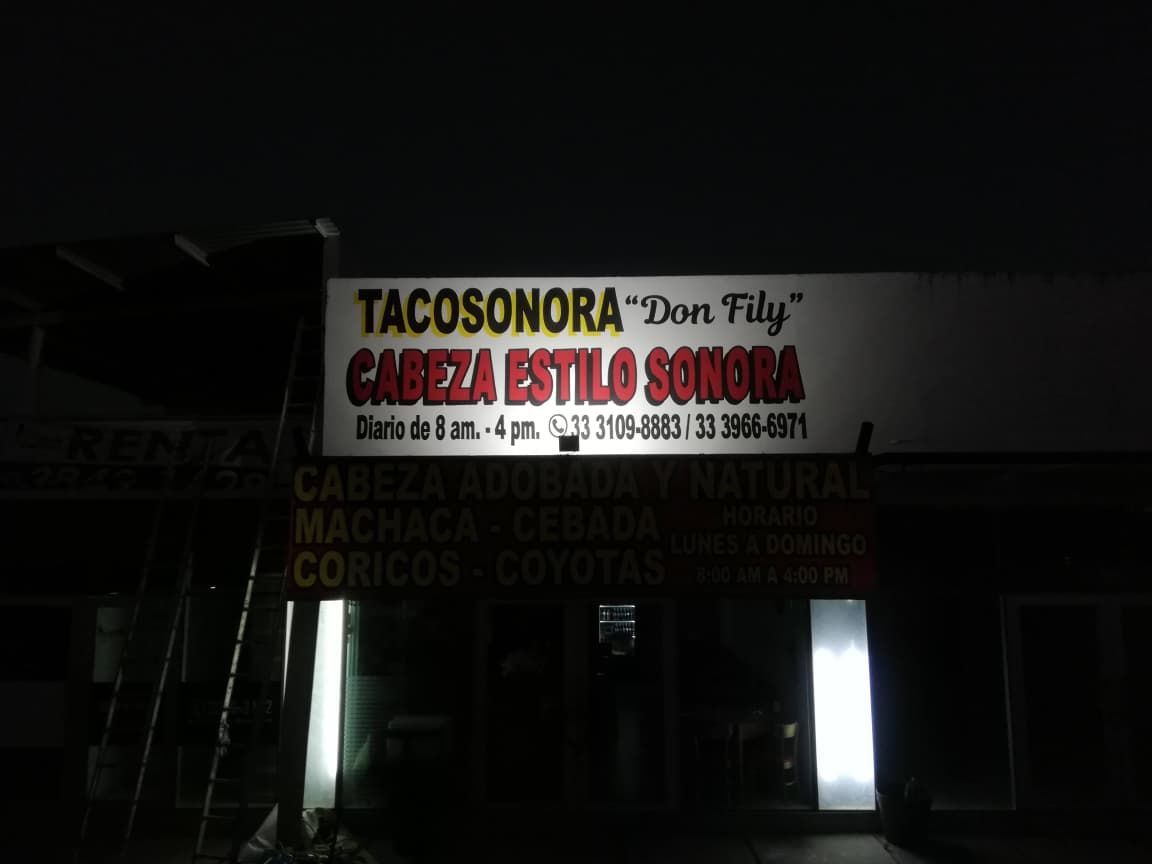 TACOSONORA "Don Fily"
CABEZA ESTILO SONORA
Diario de 8 am. - 4 pm. 33 3109-8883 / 33 3966-6971
CABEZA ADOBADA Y NATURAL
MACHACA - CEBADA
CORICOS - COYOTAS
HORARIO
LUNES A DOMINGO
8:00 AM A 4:00 PM
RENTA